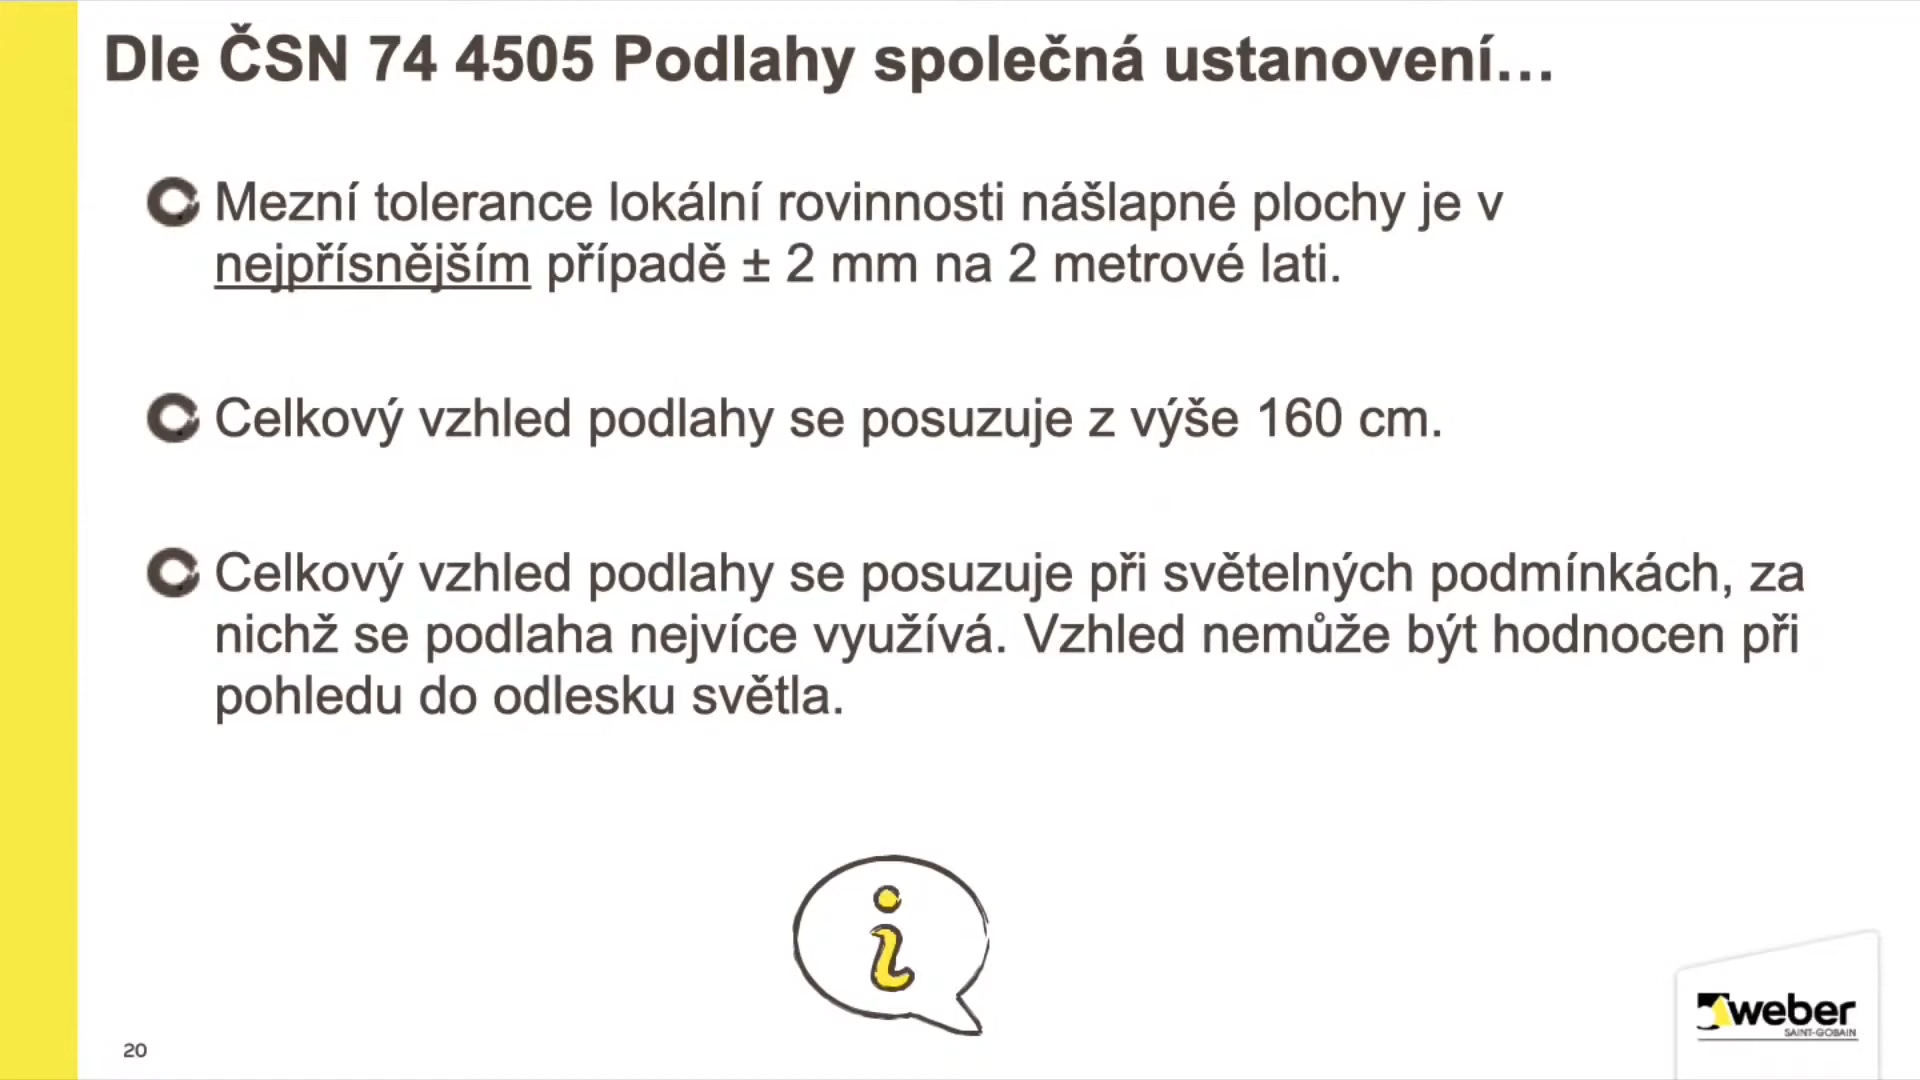 Dle ČSN 74 4505 Podlahy společná ustanovení…
Mezní tolerance lokální rovinnosti nášlapné plochy je v
nejpřísnějším případě ± 2 mm na 2 metrové lati.
Celkový vzhled podlahy se posuzuje z výše 160 cm.
Celkový vzhled podlahy se posuzuje při světelných podmínkách, za
nichž se podlaha nejvíce využívá. Vzhled nemůže být hodnocen při
pohledu do odlesku světla.
i
weber
SAINT-GOBAIN
20